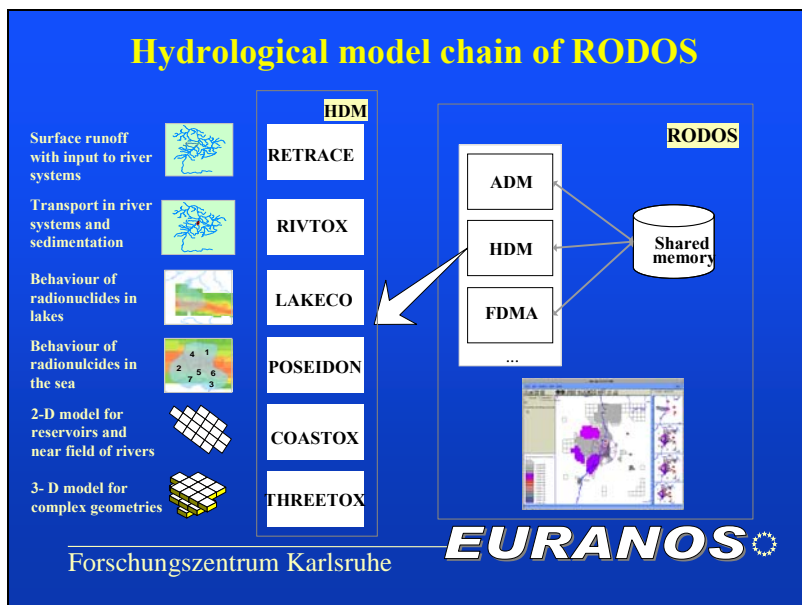 Hydrological model chain of RODOS
HDM
Surface runoff
with input to river
systems
RETRACE
Transport in river
systems and
sedimentation
RIVTOX
Behaviour of
radionuclides in
lakes
LAKECO
Behaviour of
radionulcides in
the sea
4 1
2 5 6
7 3
POSEIDON
2-D model for
reservoirs and
near field of rivers
COASTOX
3- D model for
complex geometries
THREETOX
RODOS
ADM
HDM
FDMA
...
Shared
memory
Forschungszentrum Karlsruhe
EURANOS